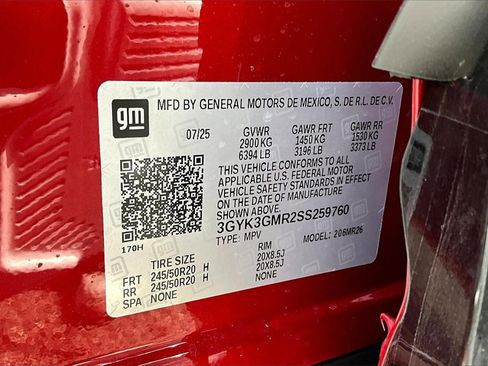 gm
MFD BY GENERAL MOTORS DE MEXICO, S. DE R.L. DE C.V.
07/25 GVWR GAWR FRT GAWR RR
2900 KG 1450 KG 1530 KG
6394 LB 3196 LB 3373 LB
THIS VEHICLE CONFORMS TO ALL
APPLICABLE U.S. FEDERAL MOTOR
VEHICLE SAFETY STANDARDS IN EFFECT
ON THE DATE OF MANUFACTURE
SHOWN ABOVE.
3GYK3GMR2SS259760
170H TYPE: MPV MODEL: 206MR26
TIRE SIZE RIM
FRT 245/50R20 H 20X8.5J
RR 245/50R20 H 20X8.5J
SPA NONE NONE